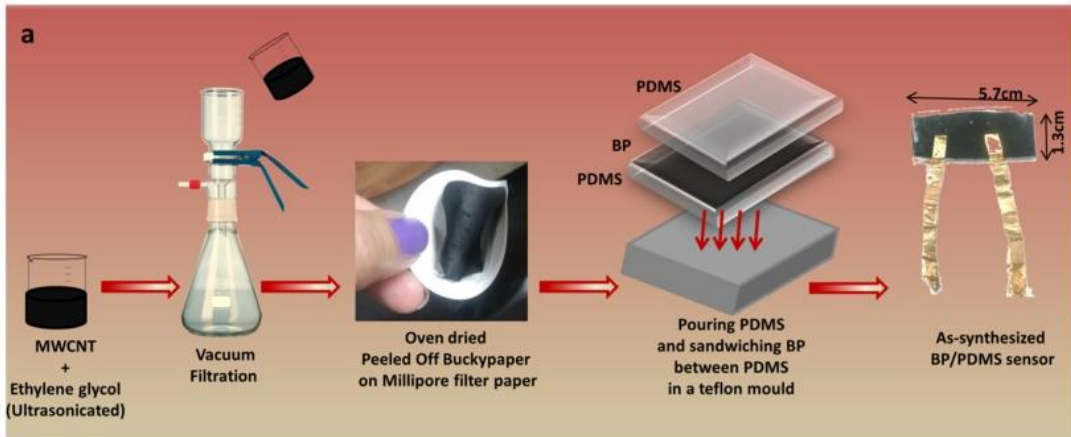 a
MWCNT
+
Ethylene glycol
(Ultrasonicated)
Vacuum
Filtration
Oven dried
Peeled Off Buckypaper
on Millipore filter paper
PDMS
BP
PDMS
Pouring PDMS
and sandwiching BP
between PDMS
in a teflon mould
5.7cm
1.3cm
As-synthesized
BP/PDMS sensor